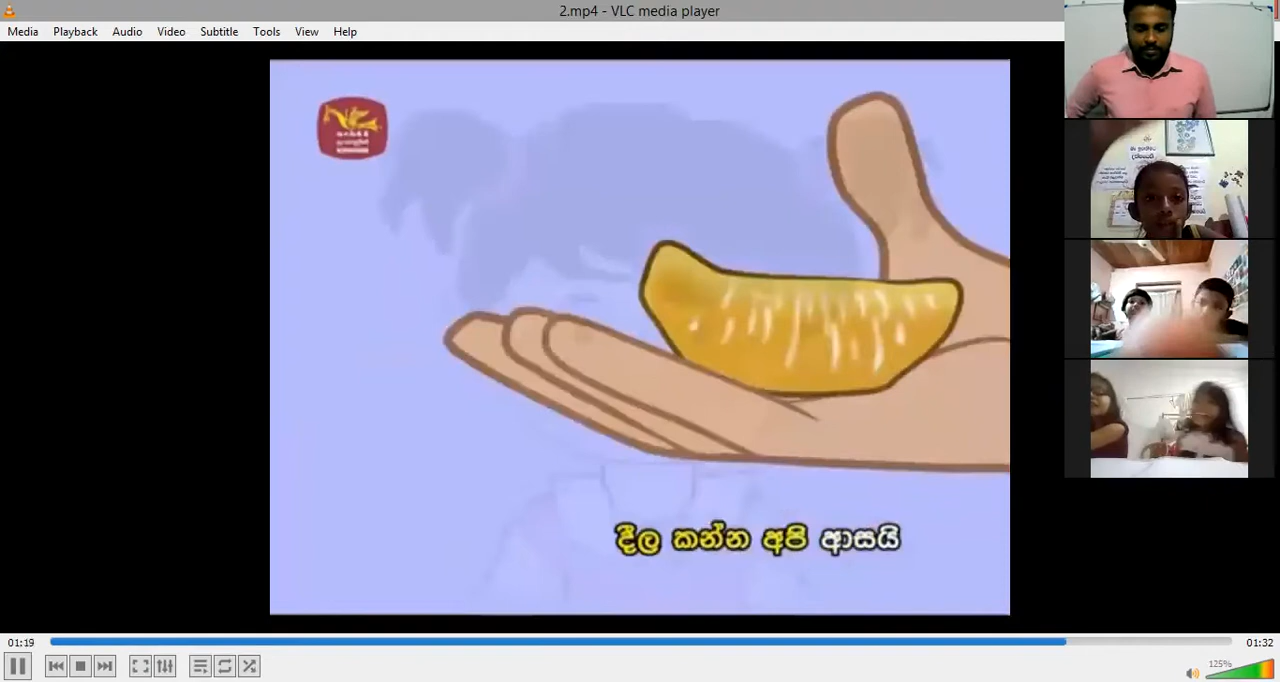 2.mp4 - VLC media player
Media Playback Audio Video Subtitle Tools View Help
දීල කන්න අපි ආසයි
01:19
01:32
125%